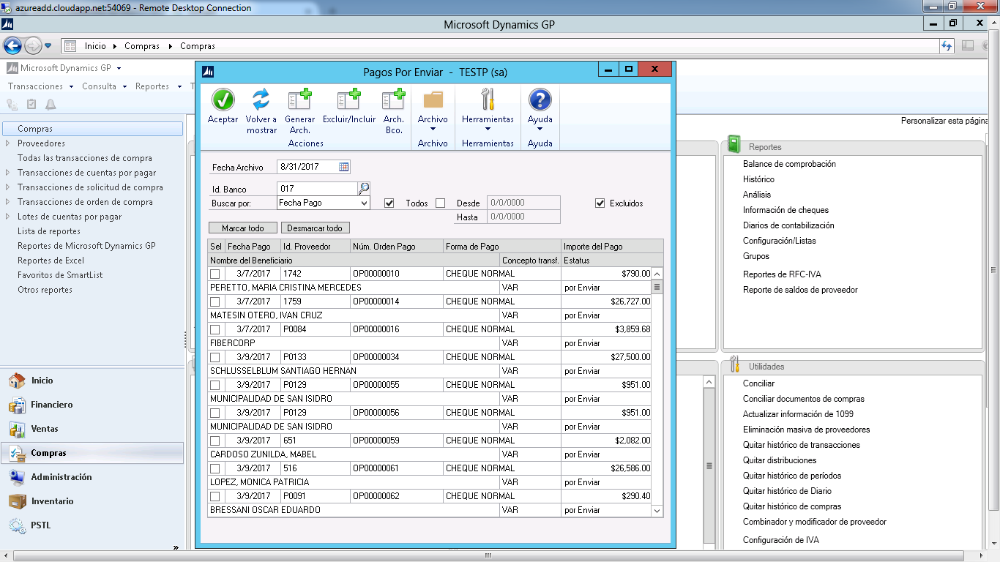 azureadd.cloudapp.net:54069 - Remote Desktop Connection
Microsoft Dynamics GP
Inicio Compras Compras
Microsoft Dynamics GP
Transacciones Consulta Reportes
Personalizar esta página
Compras
Proveedores
Todas las transacciones de compra
Transacciones de cuentas por pagar
Transacciones de solicitud de compra
Transacciones de orden de compra
Lotes de cuentas por pagar
Lista de reportes
Reportes de Microsoft Dynamics GP
Reportes de Excel
Favoritos de SmartList
Otros reportes
Inicio
Financiero
Ventas
Compras
Administración
Inventario
PSTL
»
Pagos Por Enviar - TESTP (sa)
Aceptar
Volver a mostrar
Generar Arch.
Excluir/Incluir
Arch. Bco.
Archivo
Herramientas
Ayuda
Acciones Archivo Herramientas Ayuda
Fecha Archivo 8/31/2017
Id. Banco 017
Buscar por: Fecha Pago Todos Desde 0/0/0000 Excluidos
Hasta 0/0/0000
Marcar todo Desmarcar todo
Sel Fecha Pago Id. Proveedor Núm. Orden Pago Forma de Pago Importe del Pago
Nombre del Beneficiario Concepto transf. Estatus
3/7/2017 1742 OP00000010 CHEQUE NORMAL $790.00
PERETTO, MARIA CRISTINA MERCEDES VAR por Enviar
3/7/2017 1759 OP00000014 CHEQUE NORMAL $26,727.00
MATESIN OTERO, IVAN CRUZ VAR por Enviar
3/7/2017 P0084 OP00000016 CHEQUE NORMAL $3,859.68
FIBERCORP VAR por Enviar
3/9/2017 P0133 OP00000034 CHEQUE NORMAL $27,500.00
SCHLUSSELBLUM SANTIAGO HERNAN VAR por Enviar
3/9/2017 P0129 OP00000055 CHEQUE NORMAL $951.00
MUNICIPALIDAD DE SAN ISIDRO VAR por Enviar
3/9/2017 P0129 OP00000056 CHEQUE NORMAL $951.00
MUNICIPALIDAD DE SAN ISIDRO VAR por Enviar
3/9/2017 651 OP00000059 CHEQUE NORMAL $2,082.00
CARDOSO ZUNILDA, MABEL VAR por Enviar
3/9/2017 516 OP00000061 CHEQUE NORMAL $26,586.00
LOPEZ, MONICA PATRICIA VAR por Enviar
3/9/2017 P0091 OP00000062 CHEQUE NORMAL $290.40
BRESSANI OSCAR EDUARDO VAR por Enviar
Reportes
Balance de comprobación
Histórico
Análisis
Información de cheques
Diarios de contabilización
Configuración/Listas
Grupos
Reportes de RFC-IVA
Reporte de saldos de proveedor
Utilidades
Conciliar
Conciliar documentos de compras
Actualizar información de 1099
Eliminación masiva de proveedores
Quitar histórico de transacciones
Quitar distribuciones
Quitar histórico de períodos
Quitar histórico de Diario
Quitar histórico de compras
Combinador y modificador de proveedor
Configuración de IVA